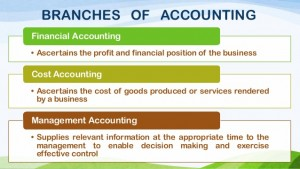 BRANCHES OF ACCOUNTING
Financial Accounting
• Ascertains the profit and financial position of the business
Cost Accounting
• Ascertains the cost of goods produced or services rendered
by a business
Management Accounting
• Supplies relevant information at the appropriate time to the
management to enable decision making and exercise
effective control